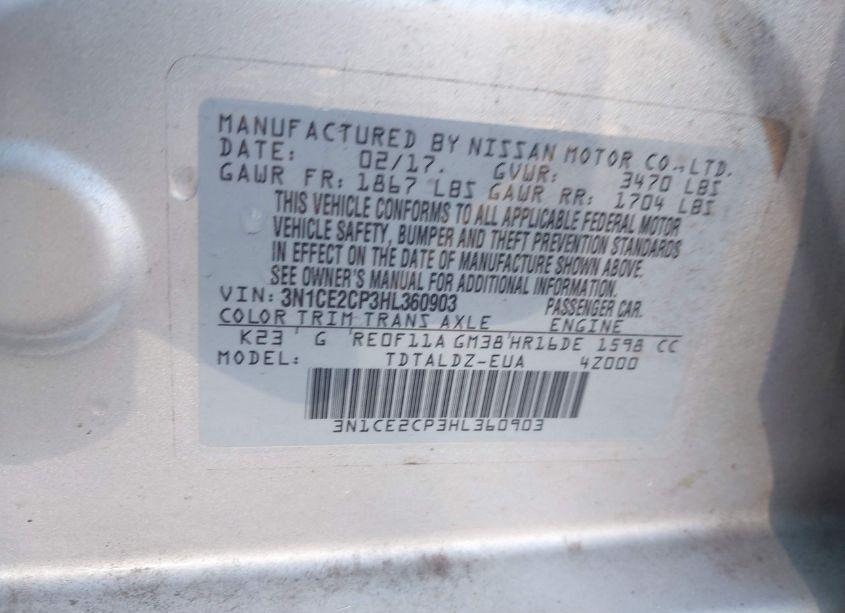 MANUFACTURED BY NISSAN MOTOR CO.,LTD.
DATE: 02/17. GVWR: 3470 LBS
GAWR FR: 1867 LBS GAWR RR: 1704 LBS
THIS VEHICLE CONFORMS TO ALL APPLICABLE FEDERAL MOTOR
VEHICLE SAFETY, BUMPER AND THEFT PREVENTION STANDARDS
IN EFFECT ON THE DATE OF MANUFACTURE SHOWN ABOVE.
SEE OWNER'S MANUAL FOR ADDITIONAL INFORMATION.
VIN: 3N1CE2CP3HL360903 PASSENGER CAR.
COLOR TRIM TRANS AXLE ENGINE
K23 ' G 'RE0F11A GM38'HR16DE 1598 CC
MODEL: TDTALDZ-EUA 4Z000
3N1CE2CP3HL360903